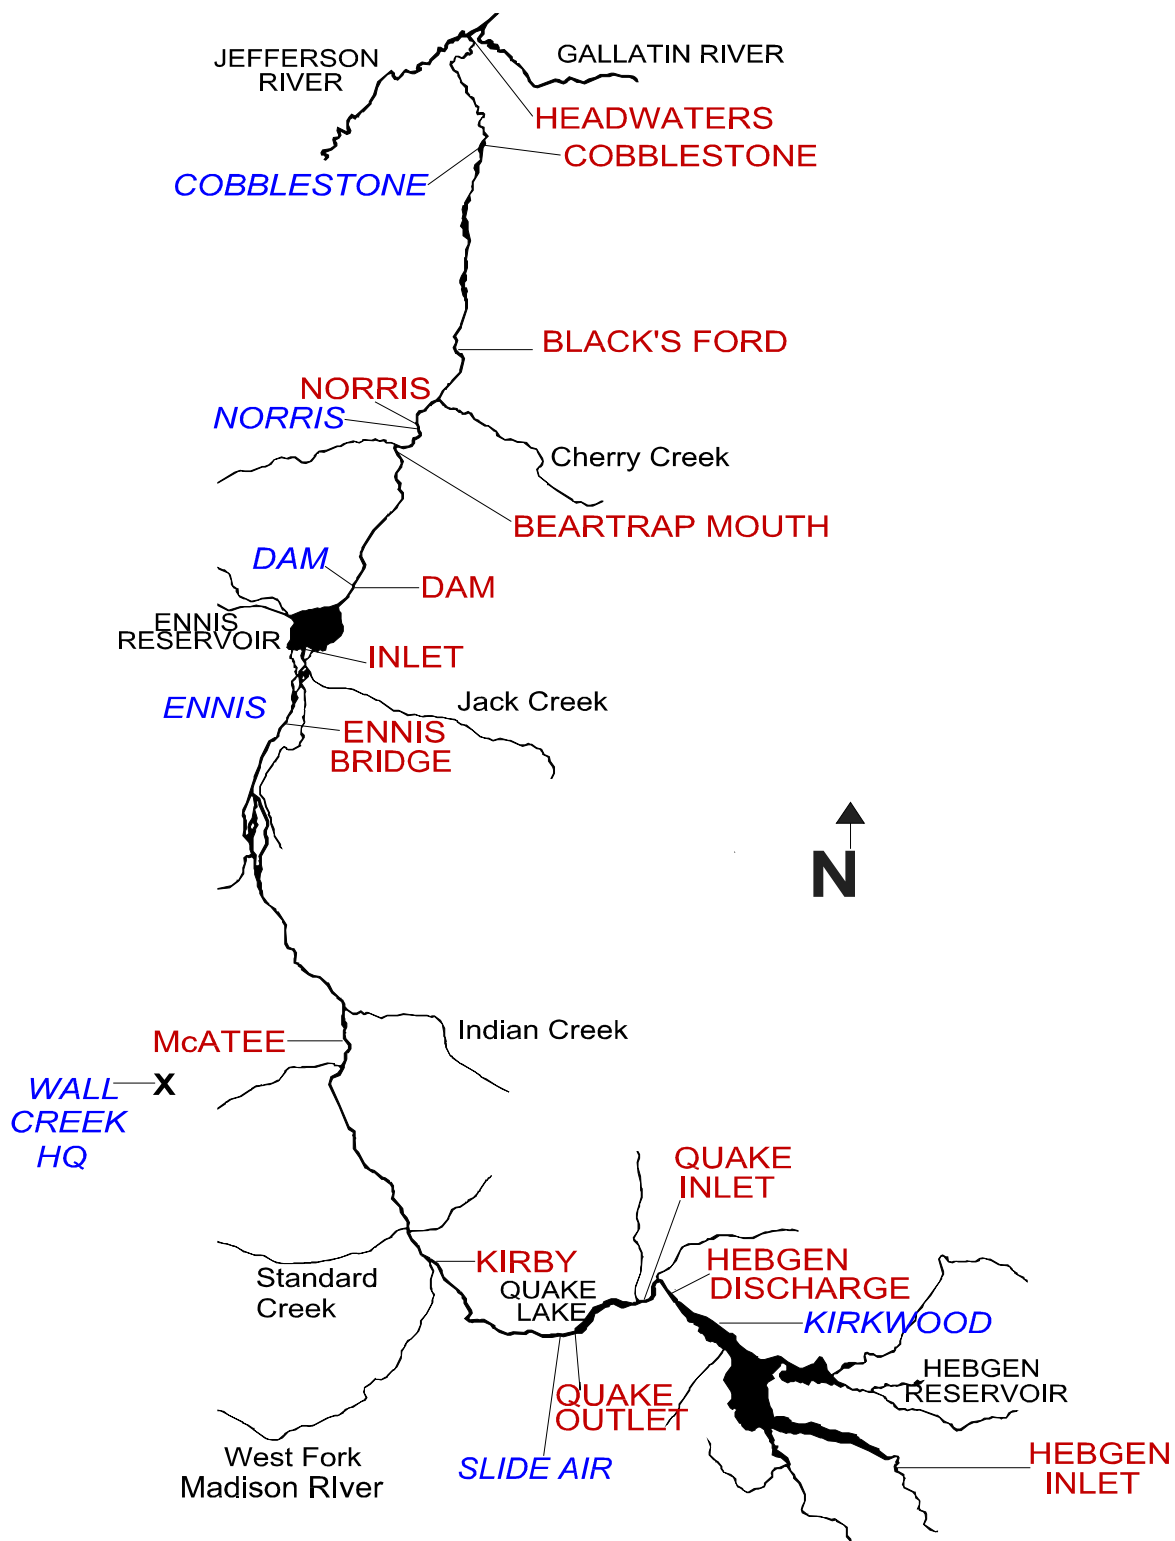 JEFFERSON
RIVER
GALLATIN RIVER
HEADWATERS
COBBLESTONE
COBBLESTONE
BLACK'S FORD
NORRIS
NORRIS
Cherry Creek
BEARTRAP MOUTH
DAM
DAM
ENNIS
RESERVOIR
INLET
ENNIS
Jack Creek
ENNIS
BRIDGE
N
McATEE
Indian Creek
WALL
CREEK
HQ
X
QUAKE
INLET
KIRBY
HEBGEN
DISCHARGE
Standard
Creek
QUAKE
LAKE
KIRKWOOD
HEBGEN
RESERVOIR
QUAKE
OUTLET
West Fork
Madison RIver
SLIDE AIR
HEBGEN
INLET